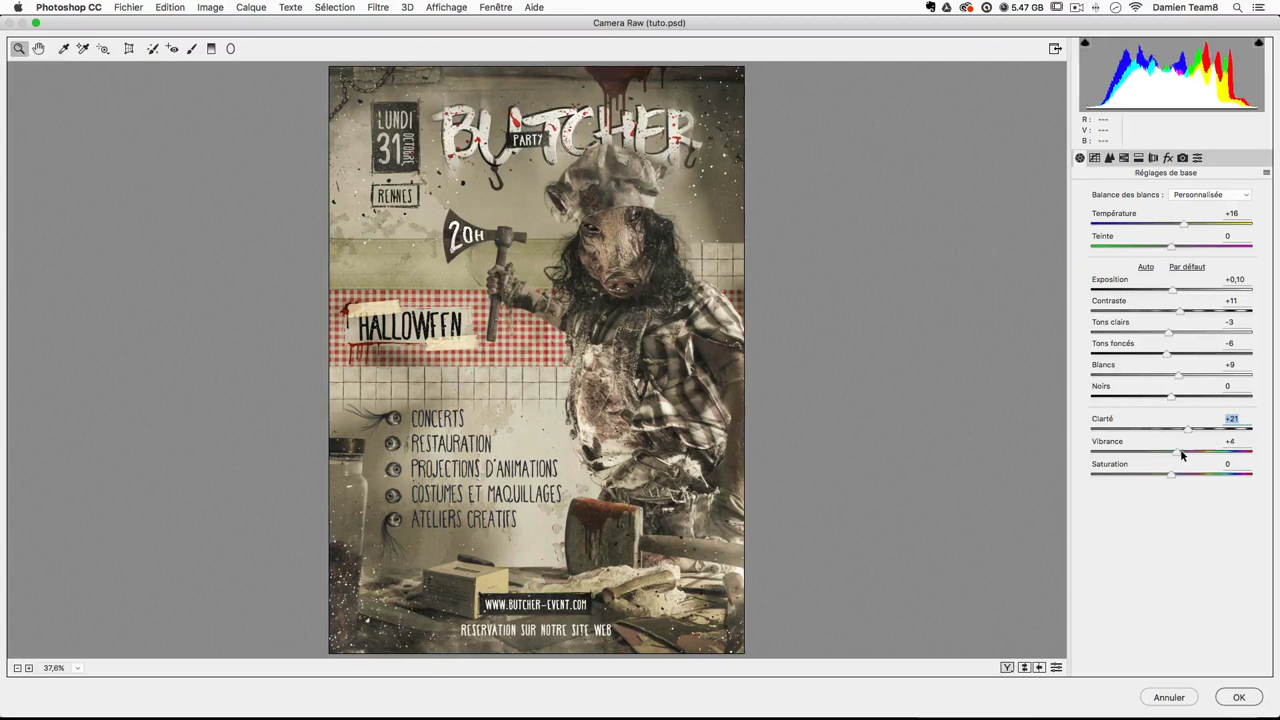 Photoshop CC Fichier Edition Image Calque Texte Sélection Filtre 3D Affichage Fenêtre Aide 5.47 GB Damien Team8
Camera Raw (tuto.psd)
LUNDI
31
OCTOBRE
RENNES
BUTCHER
PARTY
20H
HALLOWEEN
CONCERTS
RESTAURATION
PROJECTIONS D'ANIMATIONS
COSTUMES ET MAQUILLAGES
ATELIERS CREATIFS
WWW.BUTCHER-EVENT.COM
RESERVATION SUR NOTRE SITE WEB
R : ---
V : ---
B : ---
fx
Réglages de base
Balance des blancs : Personnalisée
Température +16
Teinte 0
Auto Par défaut
Exposition +0,10
Contraste +11
Tons clairs -3
Tons foncés -6
Blancs +9
Noirs 0
Clarté +21
Vibrance +4
Saturation 0
37,6%
Y
Annuler OK